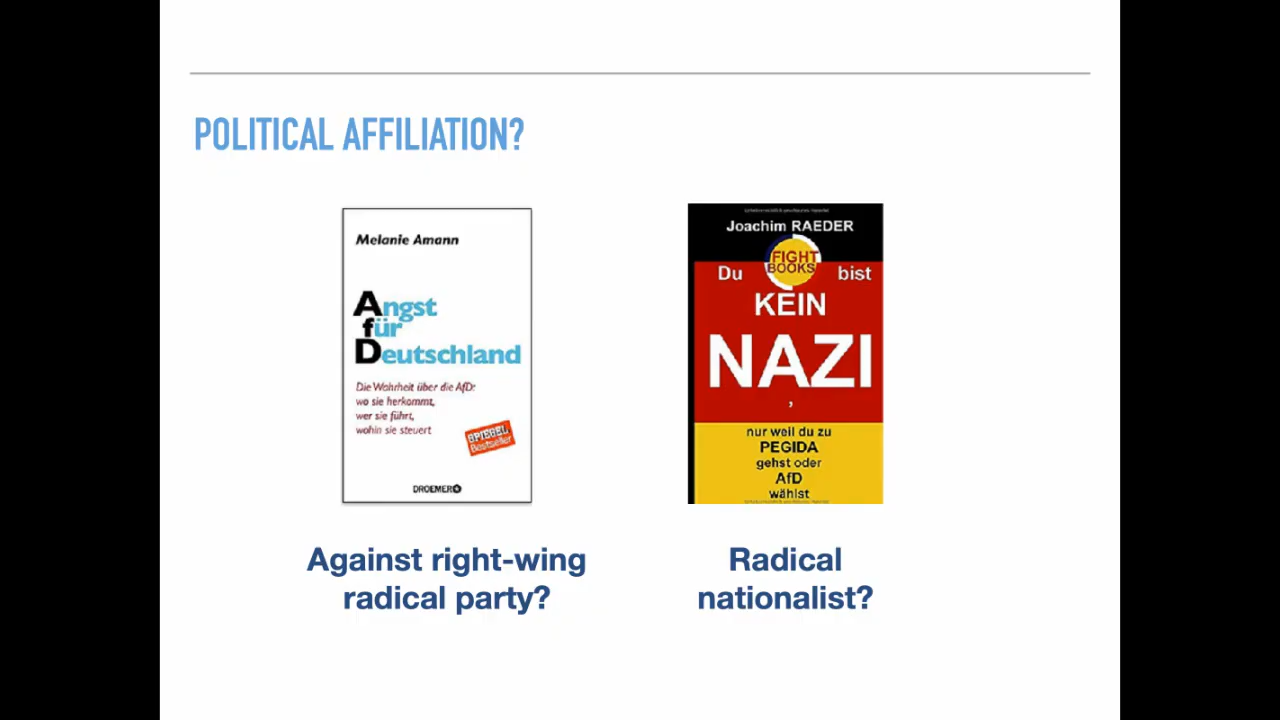 POLITICAL AFFILIATION?
Melanie Amann
Angst
für
Deutschland
Die Wahrheit über die AfD:
wo sie herkommt,
wer sie führt,
wohin sie steuert
SPIEGEL
Bestseller
DROEMER
Joachim RAEDER
FIGHT
BOOKS
Du bist
KEIN
NAZI
,
nur weil du zu
PEGIDA
gehst oder
AfD
wählst
Against right-wing
radical party?
Radical
nationalist?